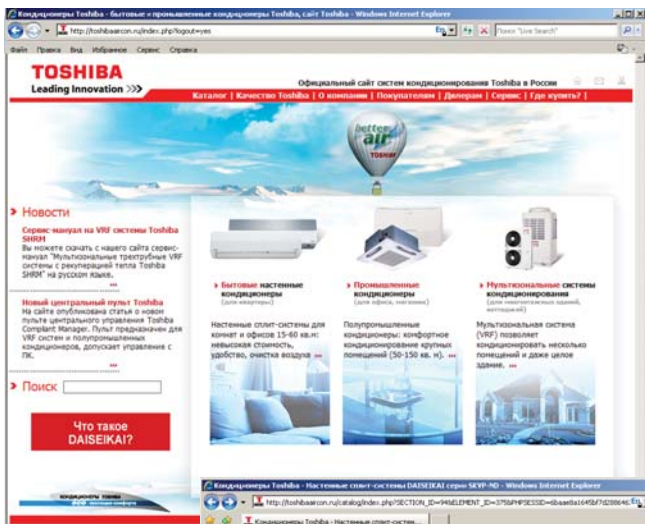 Кондиционеры Toshiba - бытовые и промышленные кондиционеры Toshiba, сайт Toshiba - Windows Internet Explorer
http://toshibaaircon.ru/index.php?logout=yes
Поиск "Live Search"
Файл Правка Вид Избранное Сервис Справка
TOSHIBA
Leading Innovation >>>
Официальный сайт систем кондиционирования Toshiba в России
Каталог | Качество Toshiba | О компании | Покупателям | Дилерам | Сервис | Где купить? |
better
air
TOSHIBA
Новости
Сервис-мануал на VRF системы Toshiba
SHRM
Вы можете скачать с нашего сайта сервис-
мануал "Мультизональные трехтрубные VRF
системы с рекуперацией тепла Toshiba
SHRM" на русском языке.
Новый центральный пульт Toshiba
На сайте опубликована статья о новом
пульте центрального управления Toshiba
Compliant Manager. Пульт предназначен для
VRF систем и полупромышленных
кондиционеров, допускает управление с
ПК.
Поиск
Что такое
DAISEIKAI?
КОНДИЦИОНЕРЫ TOSHIBA
Бытовые настенные
кондиционеры
(для квартиры)
Настенные сплит-системы для
комнат и офисов 15-60 кв.м:
невысокая стоимость,
удобство, очистка воздуха
Промышленные
кондиционеры
(для офиса, магазина)
Полупромышленные
кондиционеры: комфортное
кондиционирование крупных
помещений (50-150 кв. м).
Мультизональные системы
кондиционирования
(для многоэтажных зданий,
коттеджей)
Мультизональная система
(VRF) позволяет
кондиционировать несколько
помещений и даже целое
здание.
Кондиционеры Toshiba - Настенные сплит-системы DAISEIKAI серии SKVP-ND - Windows Internet Explorer
Кондиционеры Toshiba - Настенные сплит-систем...